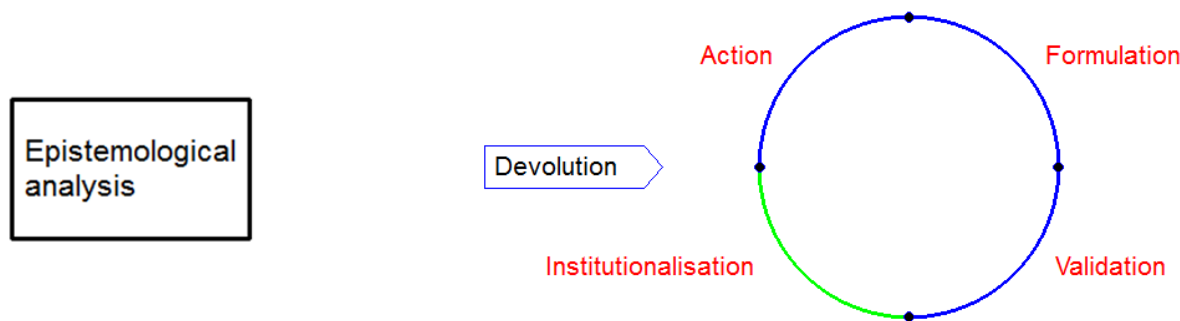 Action
Formulation
Epistemological
analysis
Devolution
Institutionalisation
Validation